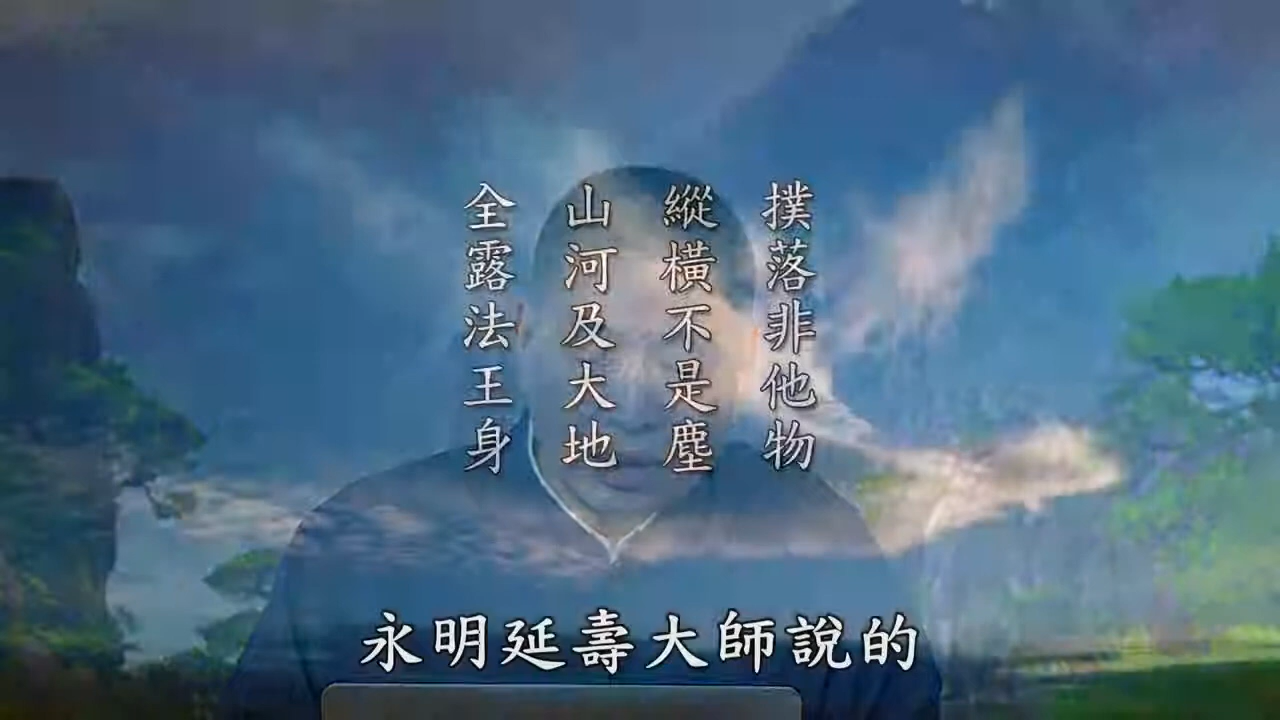 撲落非他物
縱橫不是塵
山河及大地
全露法王身
永明延壽大師說的